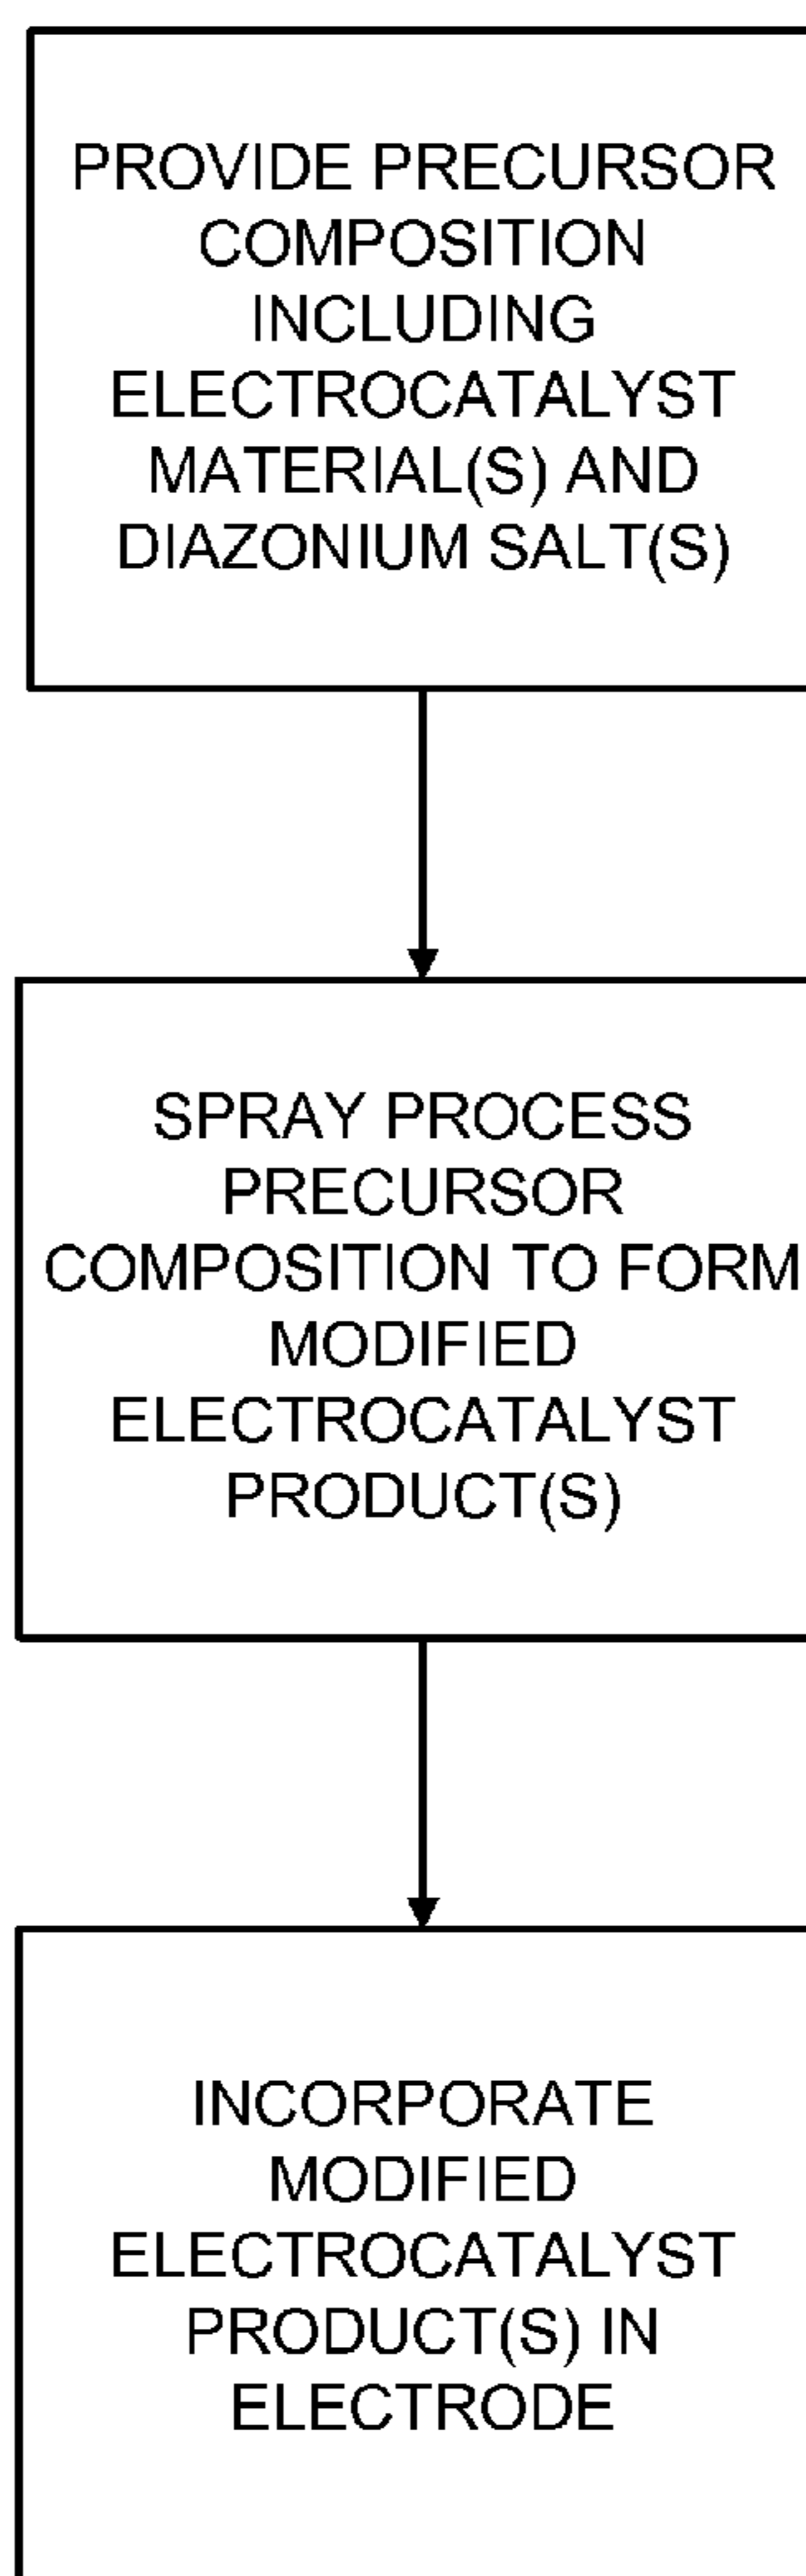 PROVIDE PRECURSOR
COMPOSITION
INCLUDING
ELECTROCATALYST
MATERIAL(S) AND
DIAZONIUM SALT(S)
SPRAY PROCESS
PRECURSOR
COMPOSITION TO FORM
MODIFIED
ELECTROCATALYST
PRODUCT(S)
INCORPORATE
MODIFIED
ELECTROCATALYST
PRODUCT(S) IN
ELECTRODE